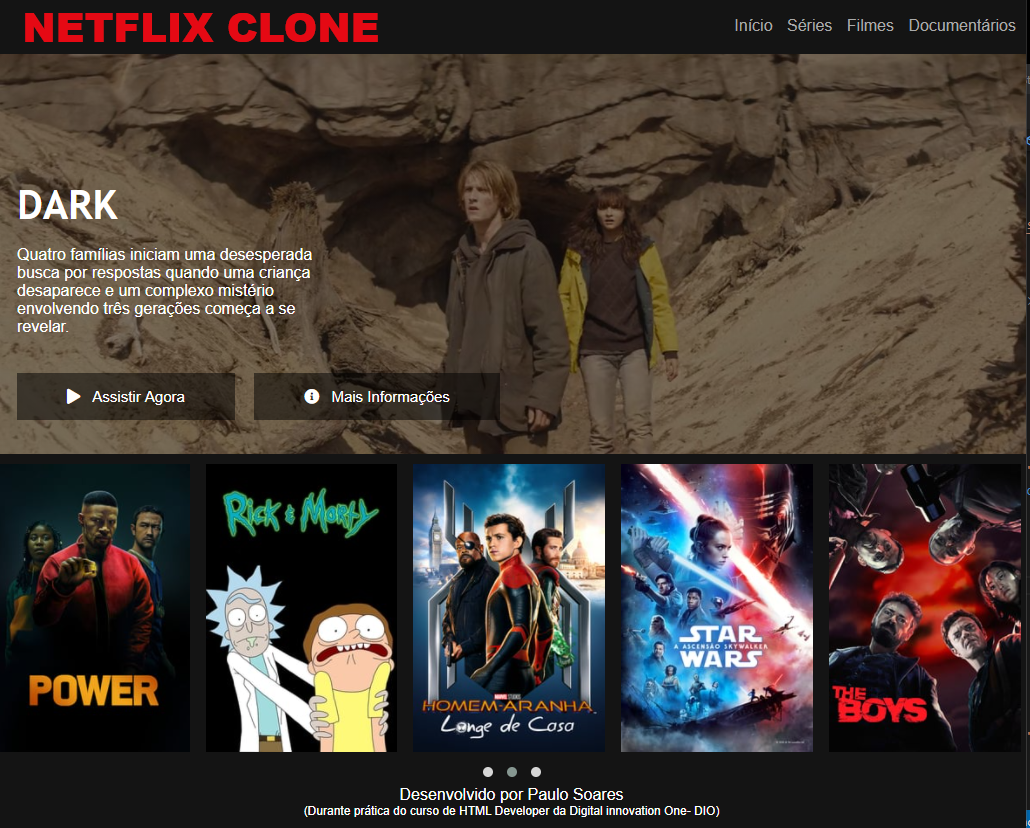 NETFLIX CLONE
Início Séries Filmes Documentários
DARK
Quatro famílias iniciam uma desesperada
busca por respostas quando uma criança
desaparece e um complexo mistério
envolvendo três gerações começa a se
revelar.
Assistir Agora Mais Informações
POWER
RICK & MORTY
MARVEL STUDIOS
HOMEM-ARANHA
Longe de Casa
STAR
A ASCENSÃO SKYWALKER
WARS
THE
BOYS
Desenvolvido por Paulo Soares
(Durante prática do curso de HTML Developer da Digital innovation One- DIO)